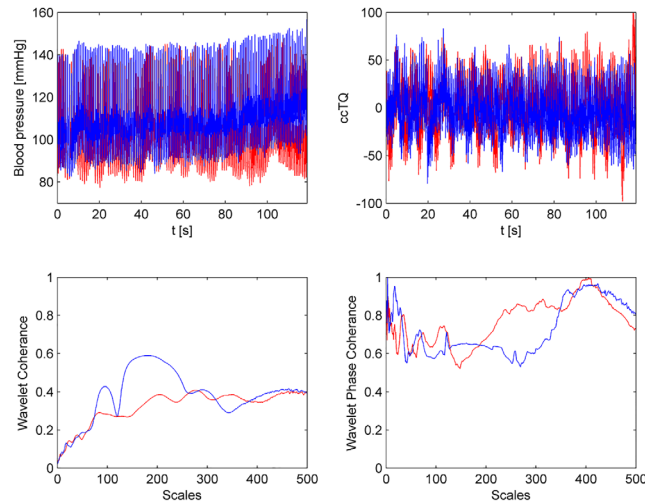 160
140
120
100
80
Blood pressure [mmHg]
0 20 40 60 80 100
t [s]
100
50
0
-50
-100
ccTQ
0 20 40 60 80 100
t [s]
1
0.8
0.6
0.4
0.2
0
Wavelet Coherance
0 100 200 300 400 500
Scales
1
0.8
0.6
0.4
0.2
0
Wavelet Phase Coherance
0 100 200 300 400 500
Scales